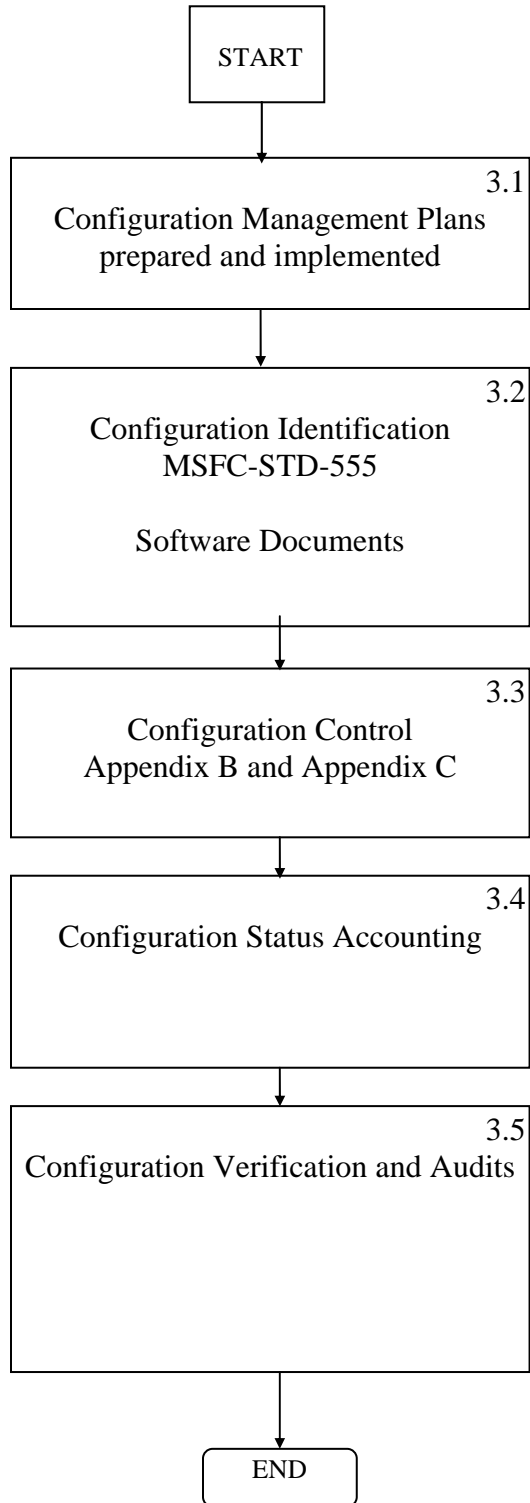 START
3.1
Configuration Management Plans
prepared and implemented
3.2
Configuration Identification
MSFC-STD-555
Software Documents
3.3
Configuration Control
Appendix B and Appendix C
3.4
Configuration Status Accounting
3.5
Configuration Verification and Audits
END